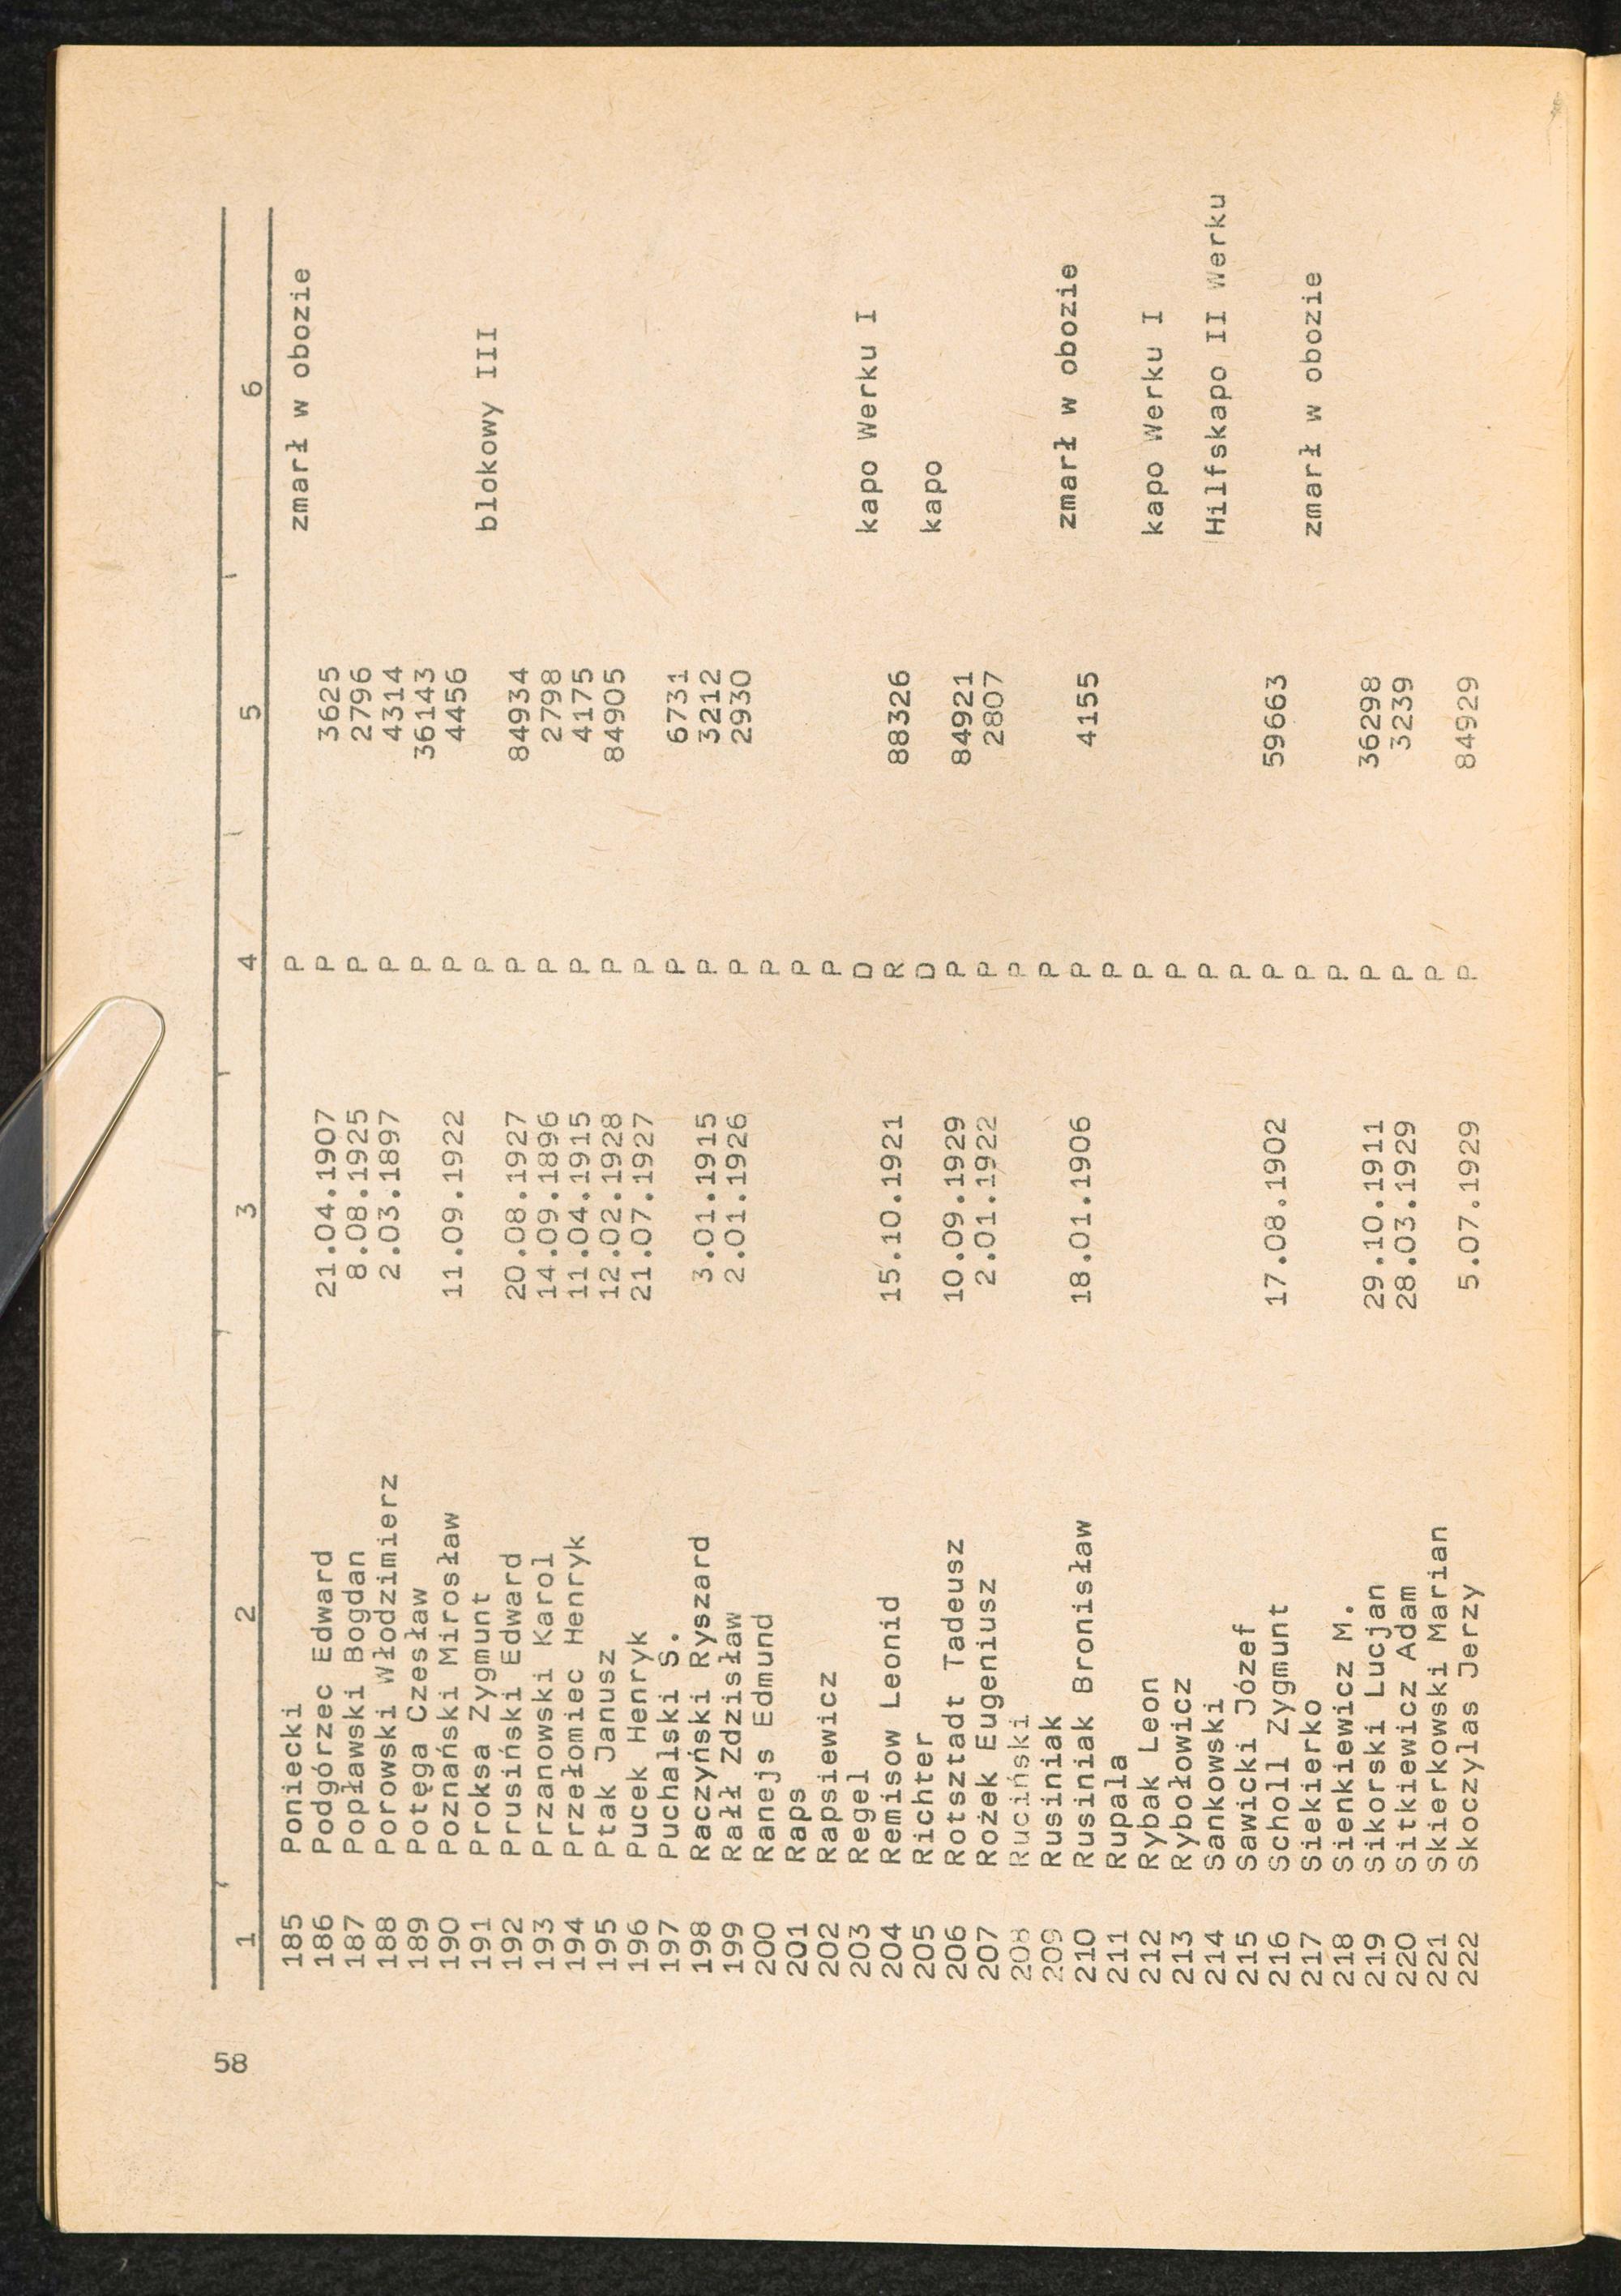 58
1 2 3 4 5 6
185 Poniecki P zmarł w obozie
186 Podgórzec Edward 21.04.1907 P 3625
187 Popławski Bogdan 8.08.1925 P 2796
188 Porowski Włodzimierz 2.03.1897 P 4314
189 Potęga Czesław P 36143
190 Poznański Mirosław 11.09.1922 P 4456
191 Proksa Zygmunt P blokowy III
192 Prusiński Edward 20.08.1927 P 84934
193 Przanowski Karol 14.09.1896 P 2798
194 Przełomiec Henryk 11.04.1915 P 4175
195 Ptak Janusz 12.02.1928 P 84905
196 Pucek Henryk 21.07.1927 P
197 Puchalski S. P 6731
198 Raczyński Ryszard 3.01.1915 P 3212
199 Rałł Zdzisław 2.01.1926 P 2930
200 Ranejs Edmund P
201 Raps P
202 Rapsiewicz P
203 Regel D kapo Werku I
204 Remisow Leonid 15.10.1921 R 88326
205 Richter D kapo
206 Rotsztadt Tadeusz 10.09.1929 P 84921
207 Rożek Eugeniusz 2.01.1922 P 2807
208 Ruciński P
209 Rusiniak P zmarł w obozie
210 Rusiniak Bronisław 18.01.1906 P 4155
211 Rupala P
212 Rybak Leon P kapo Werku I
213 Rybołowicz P
214 Sankowski P Hilfskapo II Werku
215 Sawicki Józef P
216 Scholl Zygmunt 17.08.1902 P 59663
217 Siekierko P zmarł w obozie
218 Sienkiewicz M. P
219 Sikorski Lucjan 29.10.1911 P 36298
220 Sitkiewicz Adam 28.03.1929 P 3239
221 Skierkowski Marian P
222 Skoczylas Jerzy 5.07.1929 P 84929